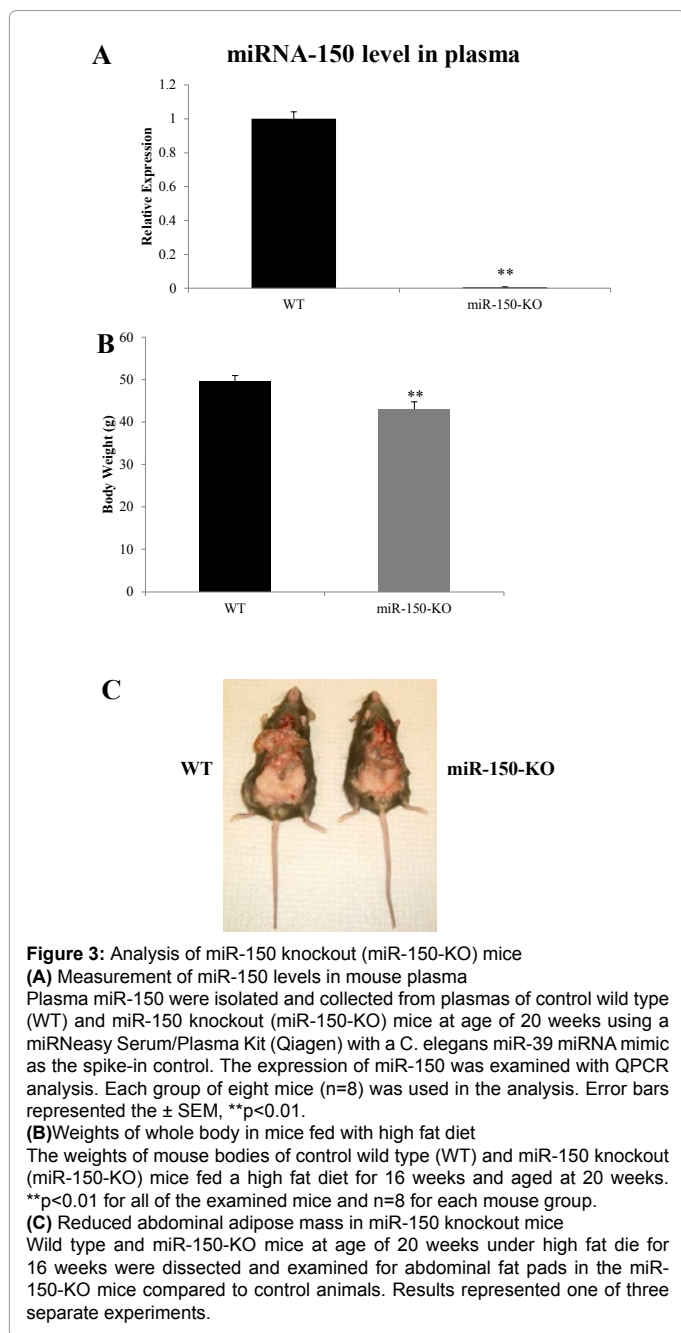 A
miRNA-150 level in plasma
Relative Expression
1.2
1
0.8
0.6
0.4
0.2
0
**
WT
miR-150-KO
B
Body Weight (g)
60
50
40
30
20
10
0
**
WT
miR-150-KO
C
WT
miR-150-KO
Figure 3: Analysis of miR-150 knockout (miR-150-KO) mice
(A) Measurement of miR-150 levels in mouse plasma
Plasma miR-150 were isolated and collected from plasmas of control wild type
(WT) and miR-150 knockout (miR-150-KO) mice at age of 20 weeks using a
miRNeasy Serum/Plasma Kit (Qiagen) with a C. elegans miR-39 miRNA mimic
as the spike-in control. The expression of miR-150 was examined with QPCR
analysis. Each group of eight mice (n=8) was used in the analysis. Error bars
represented the ± SEM, **p<0.01.
(B)Weights of whole body in mice fed with high fat diet
The weights of mouse bodies of control wild type (WT) and miR-150 knockout
(miR-150-KO) mice fed a high fat diet for 16 weeks and aged at 20 weeks.
**p<0.01 for all of the examined mice and n=8 for each mouse group.
(C) Reduced abdominal adipose mass in miR-150 knockout mice
Wild type and miR-150-KO mice at age of 20 weeks under high fat die for
16 weeks were dissected and examined for abdominal fat pads in the miR-
150-KO mice compared to control animals. Results represented one of three
separate experiments.